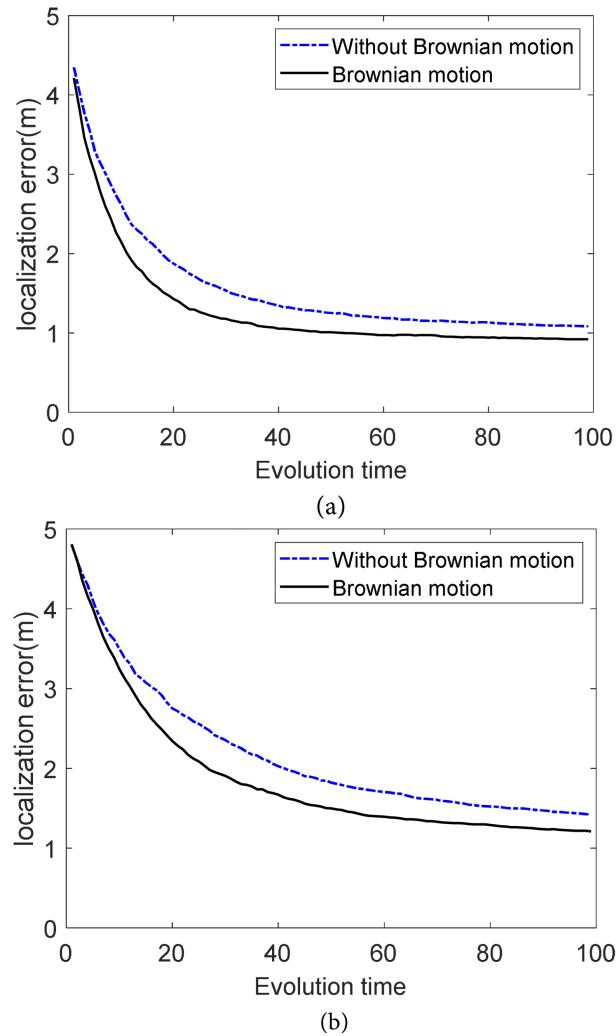 5
4
3
2
1
0
localization error(m)
Without Brownian motion
Brownian motion
0 20 40 60 80 100
Evolution time
(a)
5
4
3
2
1
0
localization error(m)
Without Brownian motion
Brownian motion
0 20 40 60 80 100
Evolution time
(b)